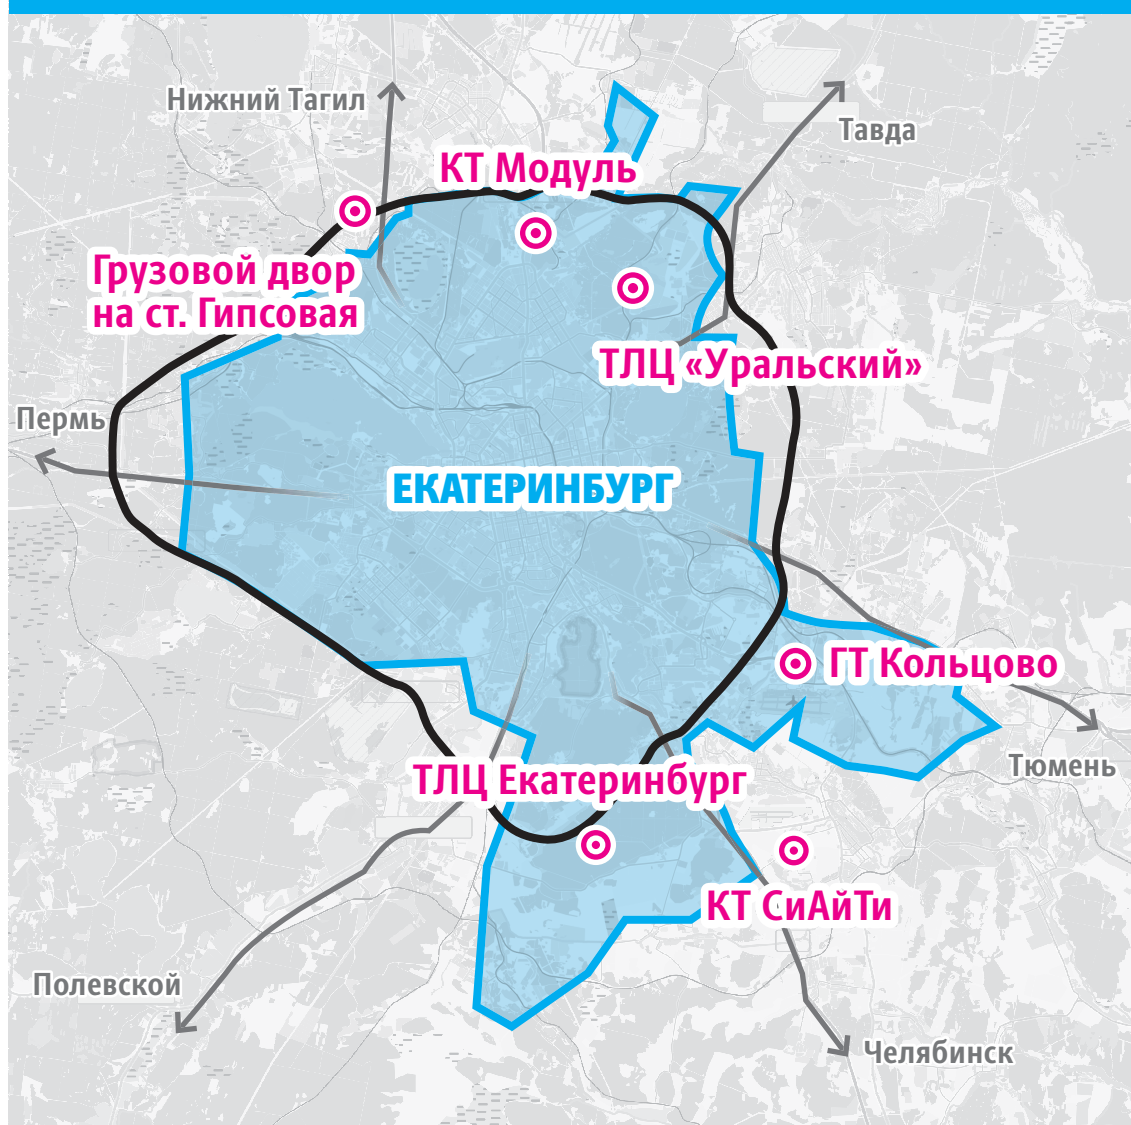 Нижний Тагил
Тавда
КТ Модуль
Грузовой двор
на ст. Гипсовая
ТЛЦ «Уральский»
Пермь
ЕКАТЕРИНБУРГ
ГТ Кольцово
Тюмень
ТЛЦ Екатеринбург
КТ СиАйТи
Полевской
Челябинск